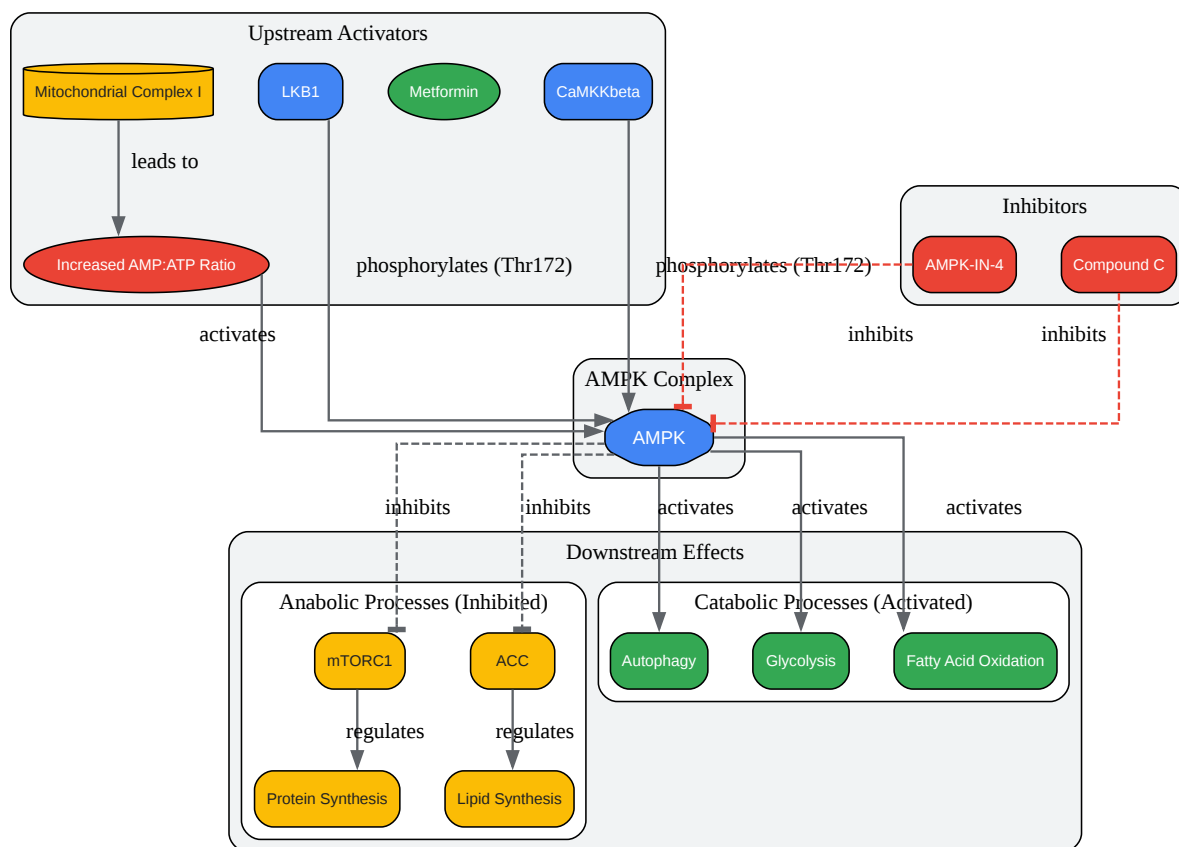 Upstream Activators
Mitochondrial Complex I
LKB1
Metformin
CaMKKbeta
leads to
Inhibitors
Increased AMP:ATP Ratio
phosphorylates (Thr172)
phosphorylates (Thr172)
AMPK-IN-4
Compound C
activates
inhibits
inhibits
AMPK Complex
AMPK
inhibits
inhibits
activates
activates
activates
Downstream Effects
Anabolic Processes (Inhibited)
Catabolic Processes (Activated)
mTORC1
ACC
Autophagy
Glycolysis
Fatty Acid Oxidation
regulates
regulates
Protein Synthesis
Lipid Synthesis